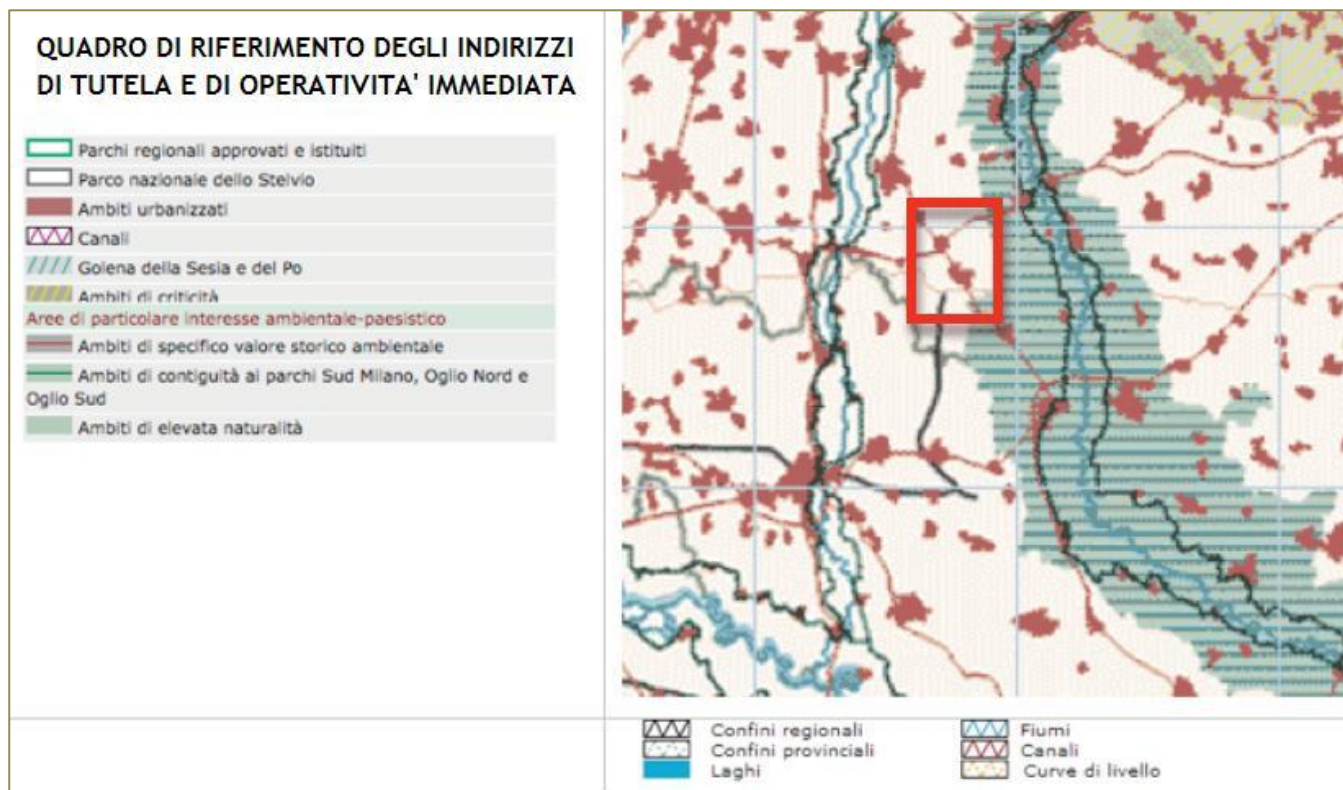 QUADRO DI RIFERIMENTO DEGLI INDIRIZZI
DI TUTELA E DI OPERATIVITA' IMMEDIATA
Parchi regionali approvati e istituiti
Parco nazionale dello Stelvio
Ambiti urbanizzati
Canali
Golena della Sesia e del Po
Ambiti di criticità
Aree di particolare interesse ambientale-paesistico
Ambiti di specifico valore storico ambientale
Ambiti di contiguità ai parchi Sud Milano, Oglio Nord e
Oglio Sud
Ambiti di elevata naturalità
Confini regionali
Confini provinciali
Laghi
Fiumi
Canali
Curve di livello